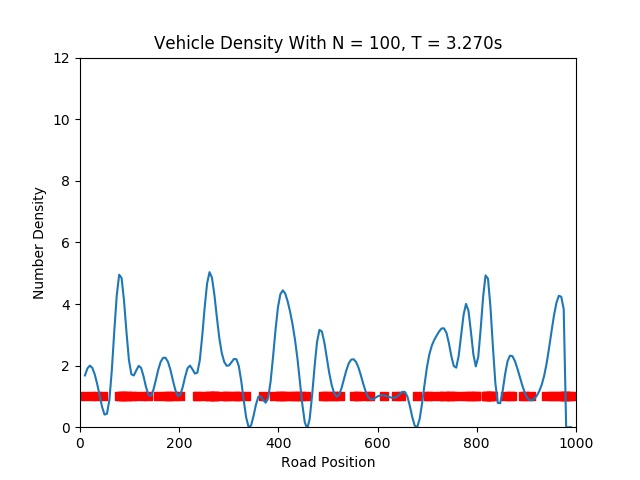 Vehicle Density With N = 100, T = 3.270s
12
10
8
6
4
2
0
Number Density
0 200 400 600 800 1000
Road Position